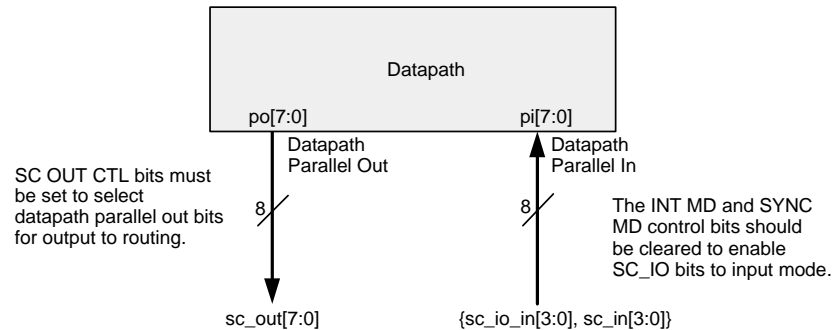 Datapath
po[7:0]
pi[7:0]
Datapath
Parallel Out
Datapath
Parallel In
SC OUT CTL bits must
be set to select
datapath parallel out bits
for output to routing.
8
8
The INT MD and SYNC
MD control bits should
be cleared to enable
SC_IO bits to input mode.
sc_out[7:0]
{sc_io_in[3:0], sc_in[3:0]}